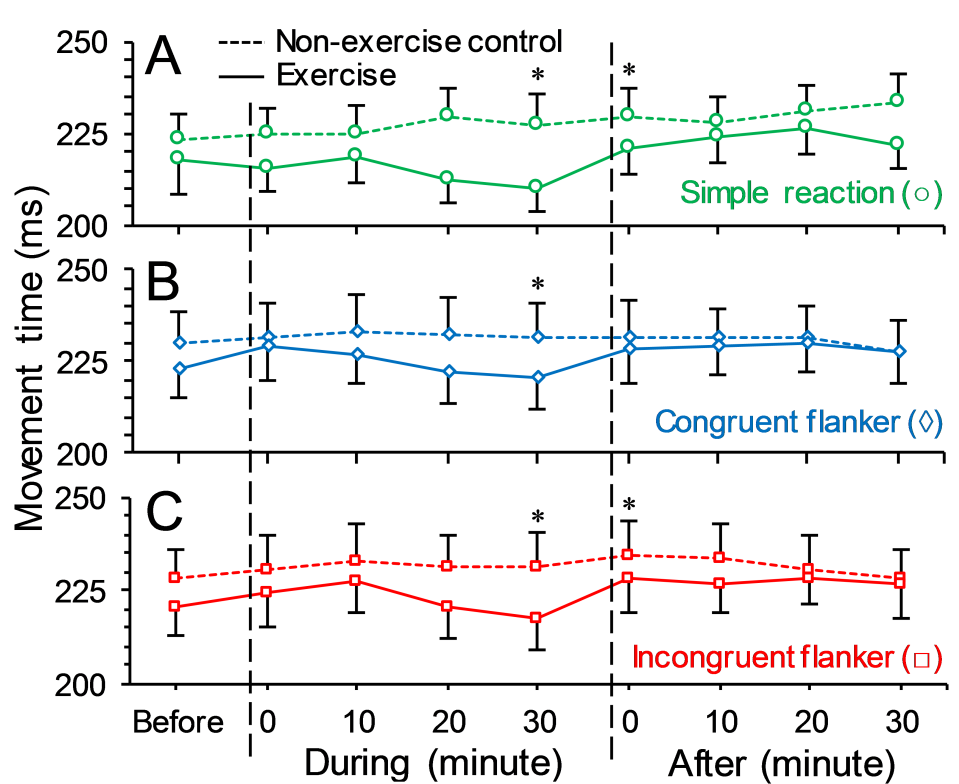 A
Non-exercise control
Exercise
250
225
200
*
*
Simple reaction (○)
B
250
225
200
*
Congruent flanker (◊)
C
250
225
200
*
*
Incongruent flanker (□)
Movement time (ms)
Before 0 10 20 30 0 10 20 30
During (minute) After (minute)